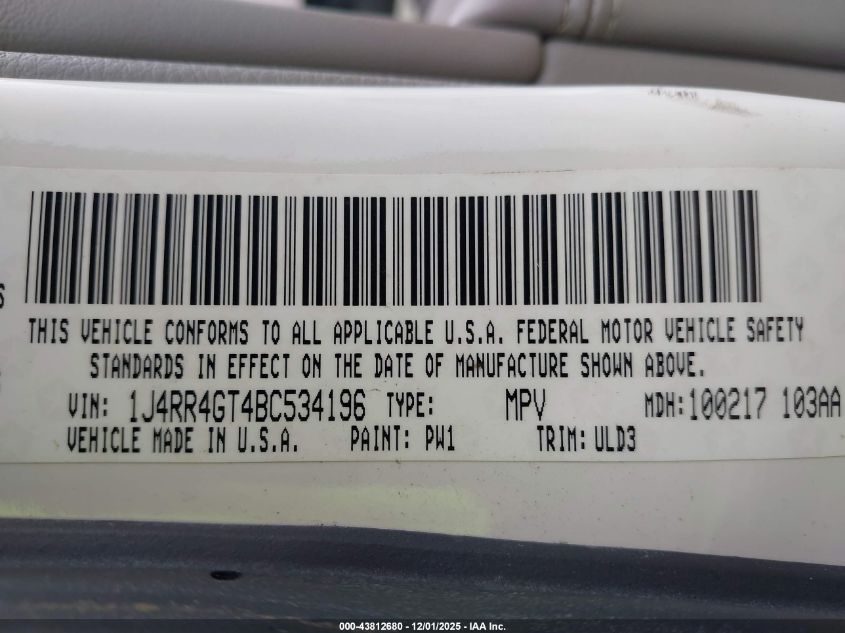 THIS VEHICLE CONFORMS TO ALL APPLICABLE U.S.A. FEDERAL MOTOR VEHICLE SAFETY
STANDARDS IN EFFECT ON THE DATE OF MANUFACTURE SHOWN ABOVE.
VIN: 1J4RR4GT4BC534196 TYPE: MPV MDH:100217 103AA
VEHICLE MADE IN U.S.A. PAINT: PW1 TRIM: ULD3
000-43812680 - 12/01/2025 - IAA Inc.